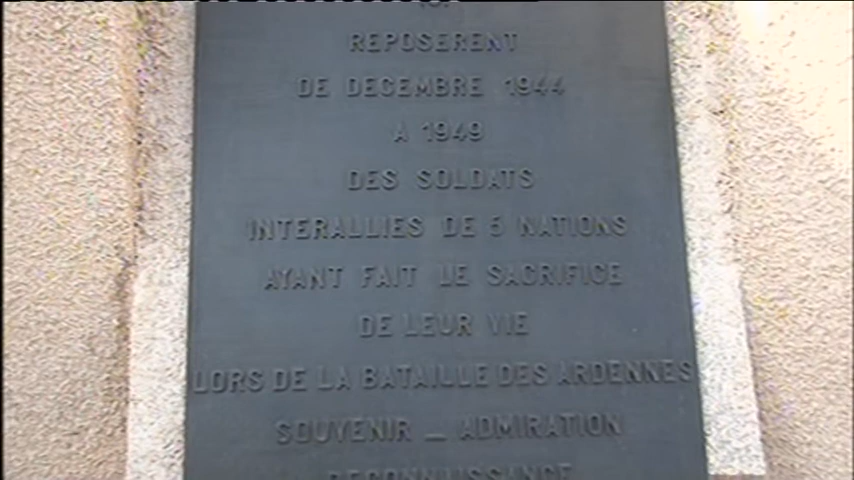 REPOSERENT
DE DECEMBRE 1944
A 1949
DES SOLDATS
INTERALLIES DE 5 NATIONS
AYANT FAIT LE SACRIFICE
DE LEUR VIE
LORS DE LA BATAILLE DES ARDENNES
SOUVENIR _ ADMIRATION
RECONNAISSANCE